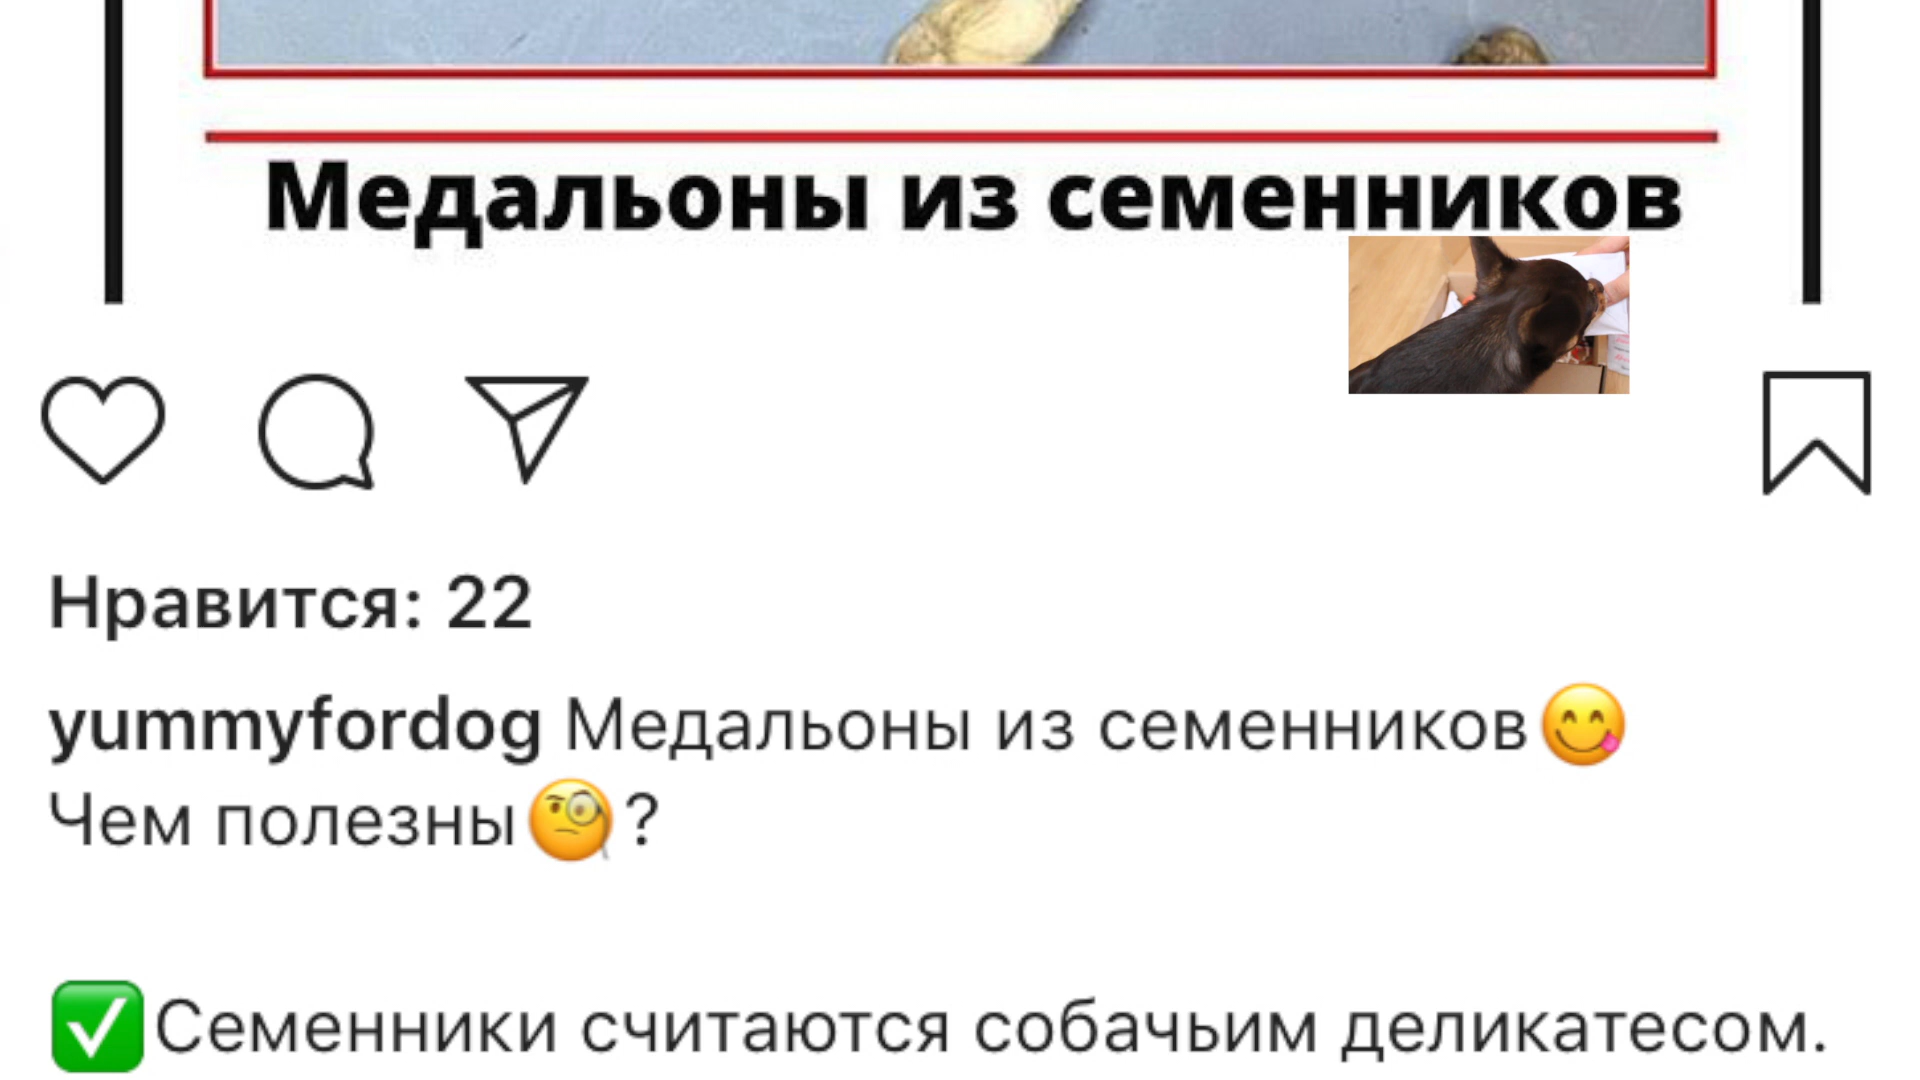 Медальоны из семенников
Нравится: 22
yummyfordog Медальоны из семенников😋
Чем полезны🧐?
✅Семенники считаются собачьим деликатесом.